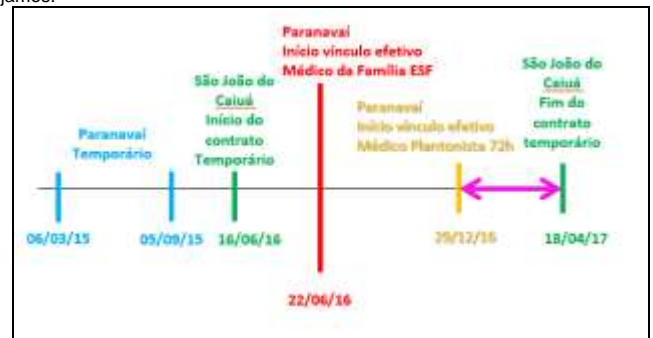 jamos.
Paranavaí
Início vínculo efetivo
Médico da Família ESF
São João do
Caiuá
Início do
contrato
Temporário
São João do
Caiuá
Fim do
contrato
temporário
Paranavaí
Temporário
Paranavaí
Início vínculo efetivo
Médico Plantonista 72h
06/03/15
05/09/15
16/06/16
29/12/16
18/04/17
22/06/16